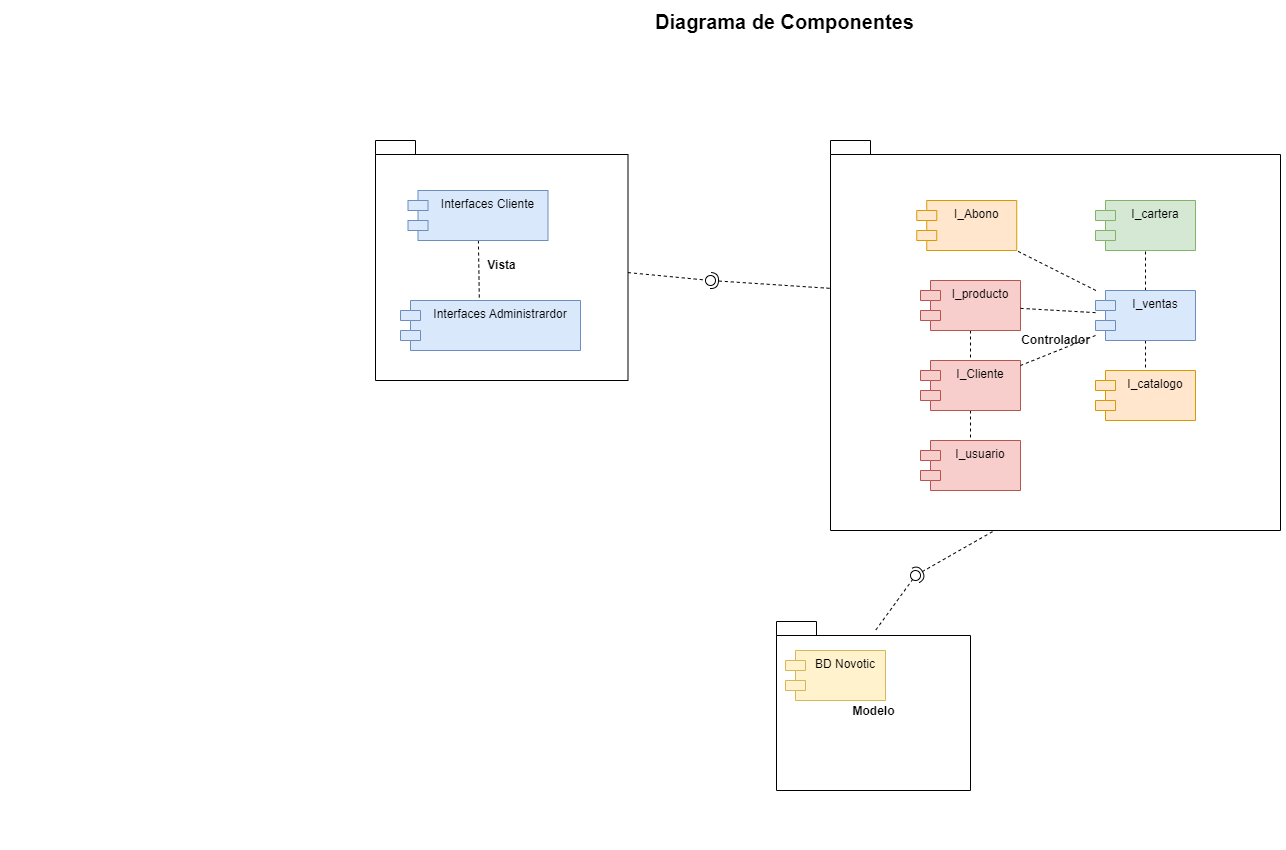 Diagrama de Componentes
Interfaces Cliente
Vista
Interfaces Administrardor
I_Abono
I_cartera
I_producto
I_ventas
Controlador
I_Cliente
I_catalogo
I_usuario
BD Novotic
Modelo